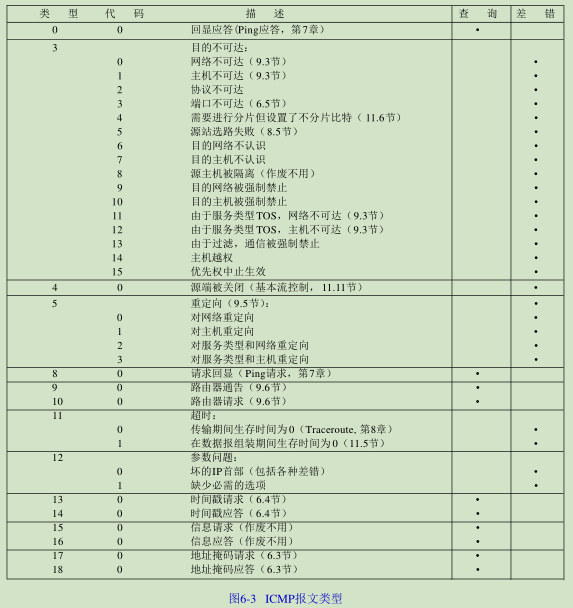 类 型 代 码 描 述 查 询 差 错
0 0 回显应答(Ping应答，第7章） •
3 目的不可达：
0 网络不可达（9.3节） •
1 主机不可达（9.3节） •
2 协议不可达 •
3 端口不可达（6.5节） •
4 需要进行分片但设置了不分片比特（11.6节） •
5 源站选路失败（8.5节） •
6 目的网络不认识 •
7 目的主机不认识 •
8 源主机被隔离（作废不用） •
9 目的网络被强制禁止 •
10 目的主机被强制禁止 •
11 由于服务类型TOS，网络不可达（9.3节） •
12 由于服务类型TOS，主机不可达（9.3节） •
13 由于过滤，通信被强制禁止 •
14 主机越权 •
15 优先权中止生效 •
4 0 源端被关闭（基本流控制，11.11节） •
5 重定向（9.5节）： •
0 对网络重定向 •
1 对主机重定向 •
2 对服务类型和网络重定向 •
3 对服务类型和主机重定向 •
8 0 请求回显（Ping请求，第7章） •
9 0 路由器通告（9.6节） •
10 0 路由器请求（9.6节） •
11 超时：
0 传输期间生存时间为0（Traceroute, 第8章） •
1 在数据报组装期间生存时间为0（11.5节） •
12 参数问题：
0 坏的IP首部（包括各种差错） •
1 缺少必需的选项 •
13 0 时间戳请求（6.4节） •
14 0 时间戳应答（6.4节） •
15 0 信息请求（作废不用） •
16 0 信息应答（作废不用） •
17 0 地址掩码请求（6.3节） •
18 0 地址掩码应答（6.3节） •
图6-3 ICMP报文类型